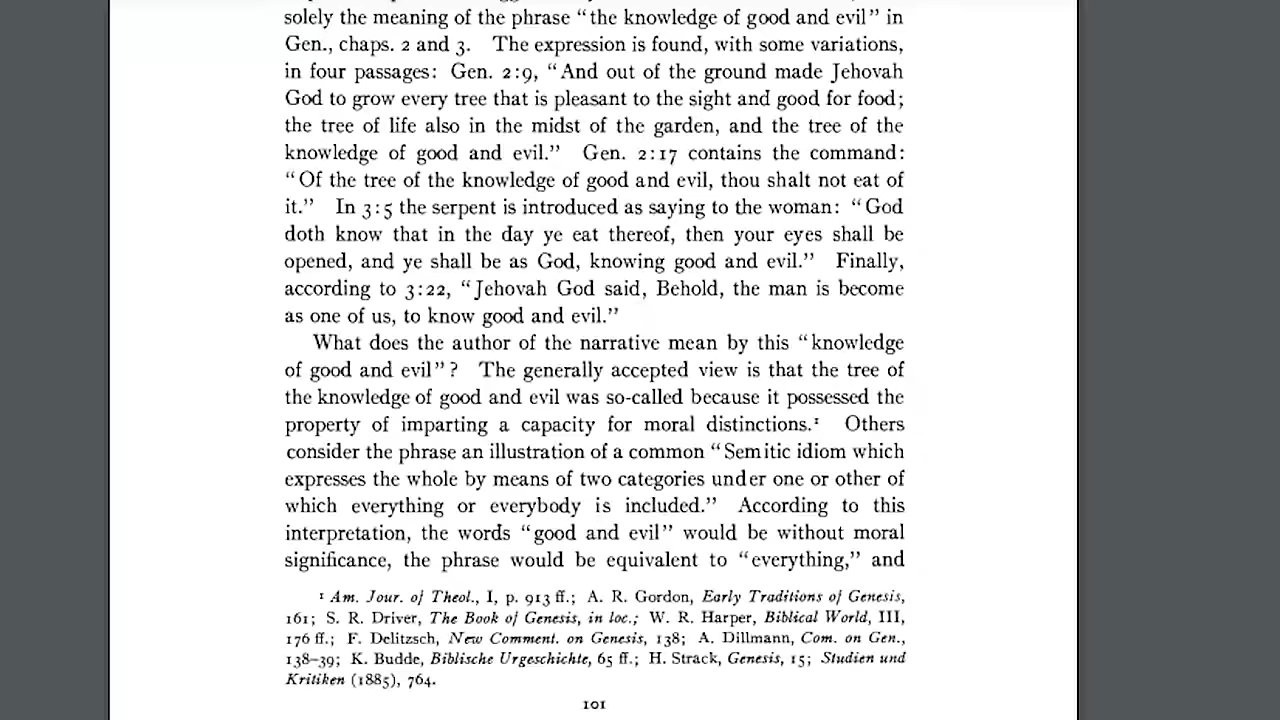 solely the meaning of the phrase “the knowledge of good and evil” in
Gen., chaps. 2 and 3. The expression is found, with some variations,
in four passages: Gen. 2:9, “And out of the ground made Jehovah
God to grow every tree that is pleasant to the sight and good for food;
the tree of life also in the midst of the garden, and the tree of the
knowledge of good and evil.” Gen. 2:17 contains the command:
“Of the tree of the knowledge of good and evil, thou shalt not eat of
it.” In 3:5 the serpent is introduced as saying to the woman: “God
doth know that in the day ye eat thereof, then your eyes shall be
opened, and ye shall be as God, knowing good and evil.” Finally,
according to 3:22, “Jehovah God said, Behold, the man is become
as one of us, to know good and evil.”
What does the author of the narrative mean by this “knowledge
of good and evil”? The generally accepted view is that the tree of
the knowledge of good and evil was so-called because it possessed the
property of imparting a capacity for moral distinctions.¹ Others
consider the phrase an illustration of a common “Semitic idiom which
expresses the whole by means of two categories under one or other of
which everything or everybody is included.” According to this
interpretation, the words “good and evil” would be without moral
significance, the phrase would be equivalent to “everything,” and
¹ Am. Jour. of Theol., I, p. 913 ff.; A. R. Gordon, Early Traditions of Genesis,
161; S. R. Driver, The Book of Genesis, in loc.; W. R. Harper, Biblical World, III,
176 ff.; F. Delitzsch, New Comment. on Genesis, 138; A. Dillmann, Com. on Gen.,
138–39; K. Budde, Biblische Urgeschichte, 65 ff.; H. Strack, Genesis, 15; Studien und
Kritiken (1885), 764.
101